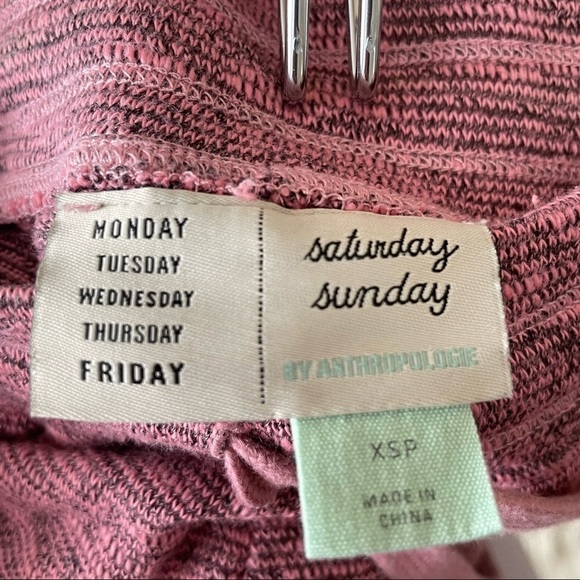 MONDAY
TUESDAY
WEDNESDAY
THURSDAY
FRIDAY
saturday
sunday
BY ANTHROPOLOGIE
XSP
MADE IN
CHINA